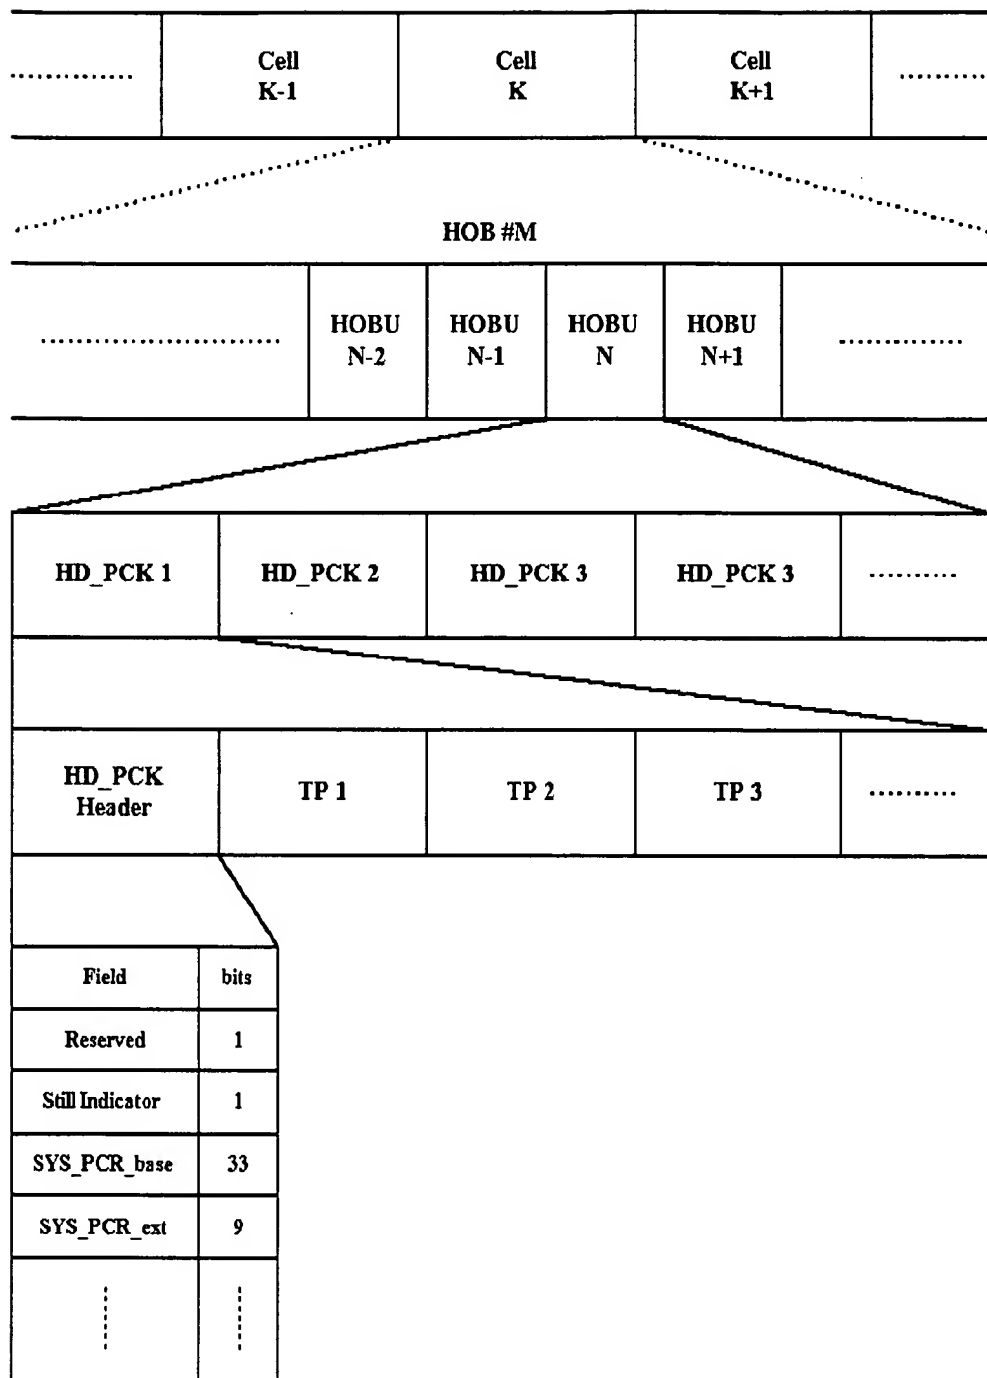 Cell
K-1
Cell
K
Cell
K+1
HOB #M
HOBU
N-2
HOBU
N-1
HOBU
N
HOBU
N+1
HD_PCK 1
HD_PCK 2
HD_PCK 3
HD_PCK 3
HD_PCK
Header
TP 1
TP 2
TP 3
Field bits
Reserved 1
Still Indicator 1
SYS_PCR_base 33
SYS_PCR_ext 9